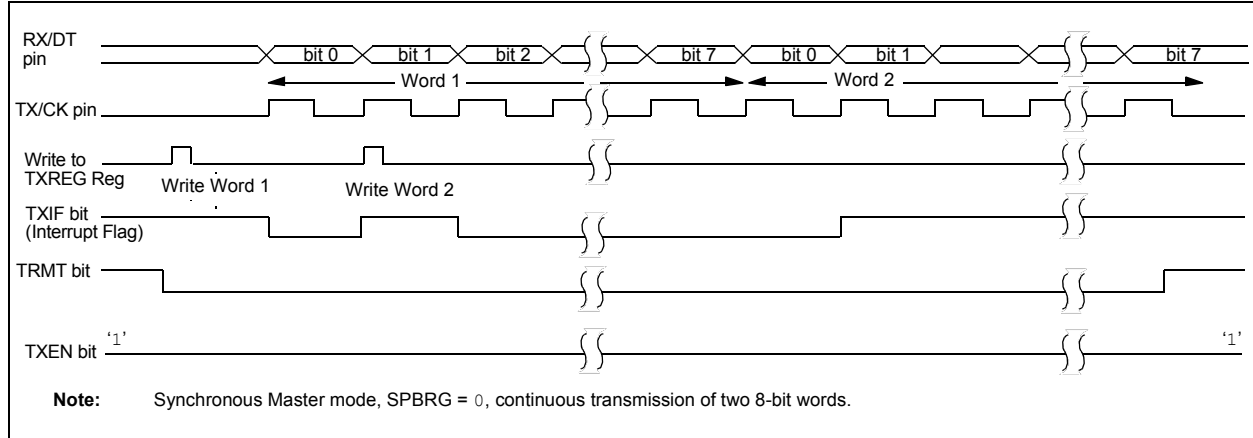 RX/DT
pin
bit 0 bit 1 bit 2 bit 7 bit 0 bit 1 bit 7
Word 1 Word 2
TX/CK pin
Write to
TXREG Reg
Write Word 1 Write Word 2
TXIF bit
(Interrupt Flag)
TRMT bit
‘1’ ‘1’
TXEN bit
Note: Synchronous Master mode, SPBRG = 0, continuous transmission of two 8-bit words.